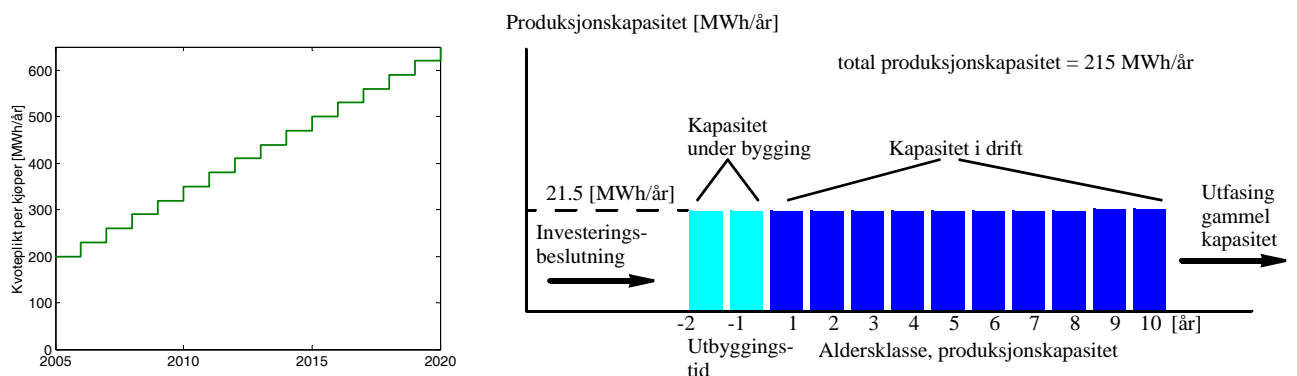 Kvoteplikt per kjøper [MWh/år]
600
500
400
300
200
100
0
2005
2010
2015
2020
Produksjonskapasitet [MWh/år]
total produksjonskapasitet = 215 MWh/år
Kapasitet
under bygging
Kapasitet i drift
21.5 [MWh/år]
Investerings-
beslutning
Utfasing
gammel
kapasitet
-2 -1 1 2 3 4 5 6 7 8 9 10 [år]
Utbyggings-
tid
Aldersklasse, produksjonskapasitet